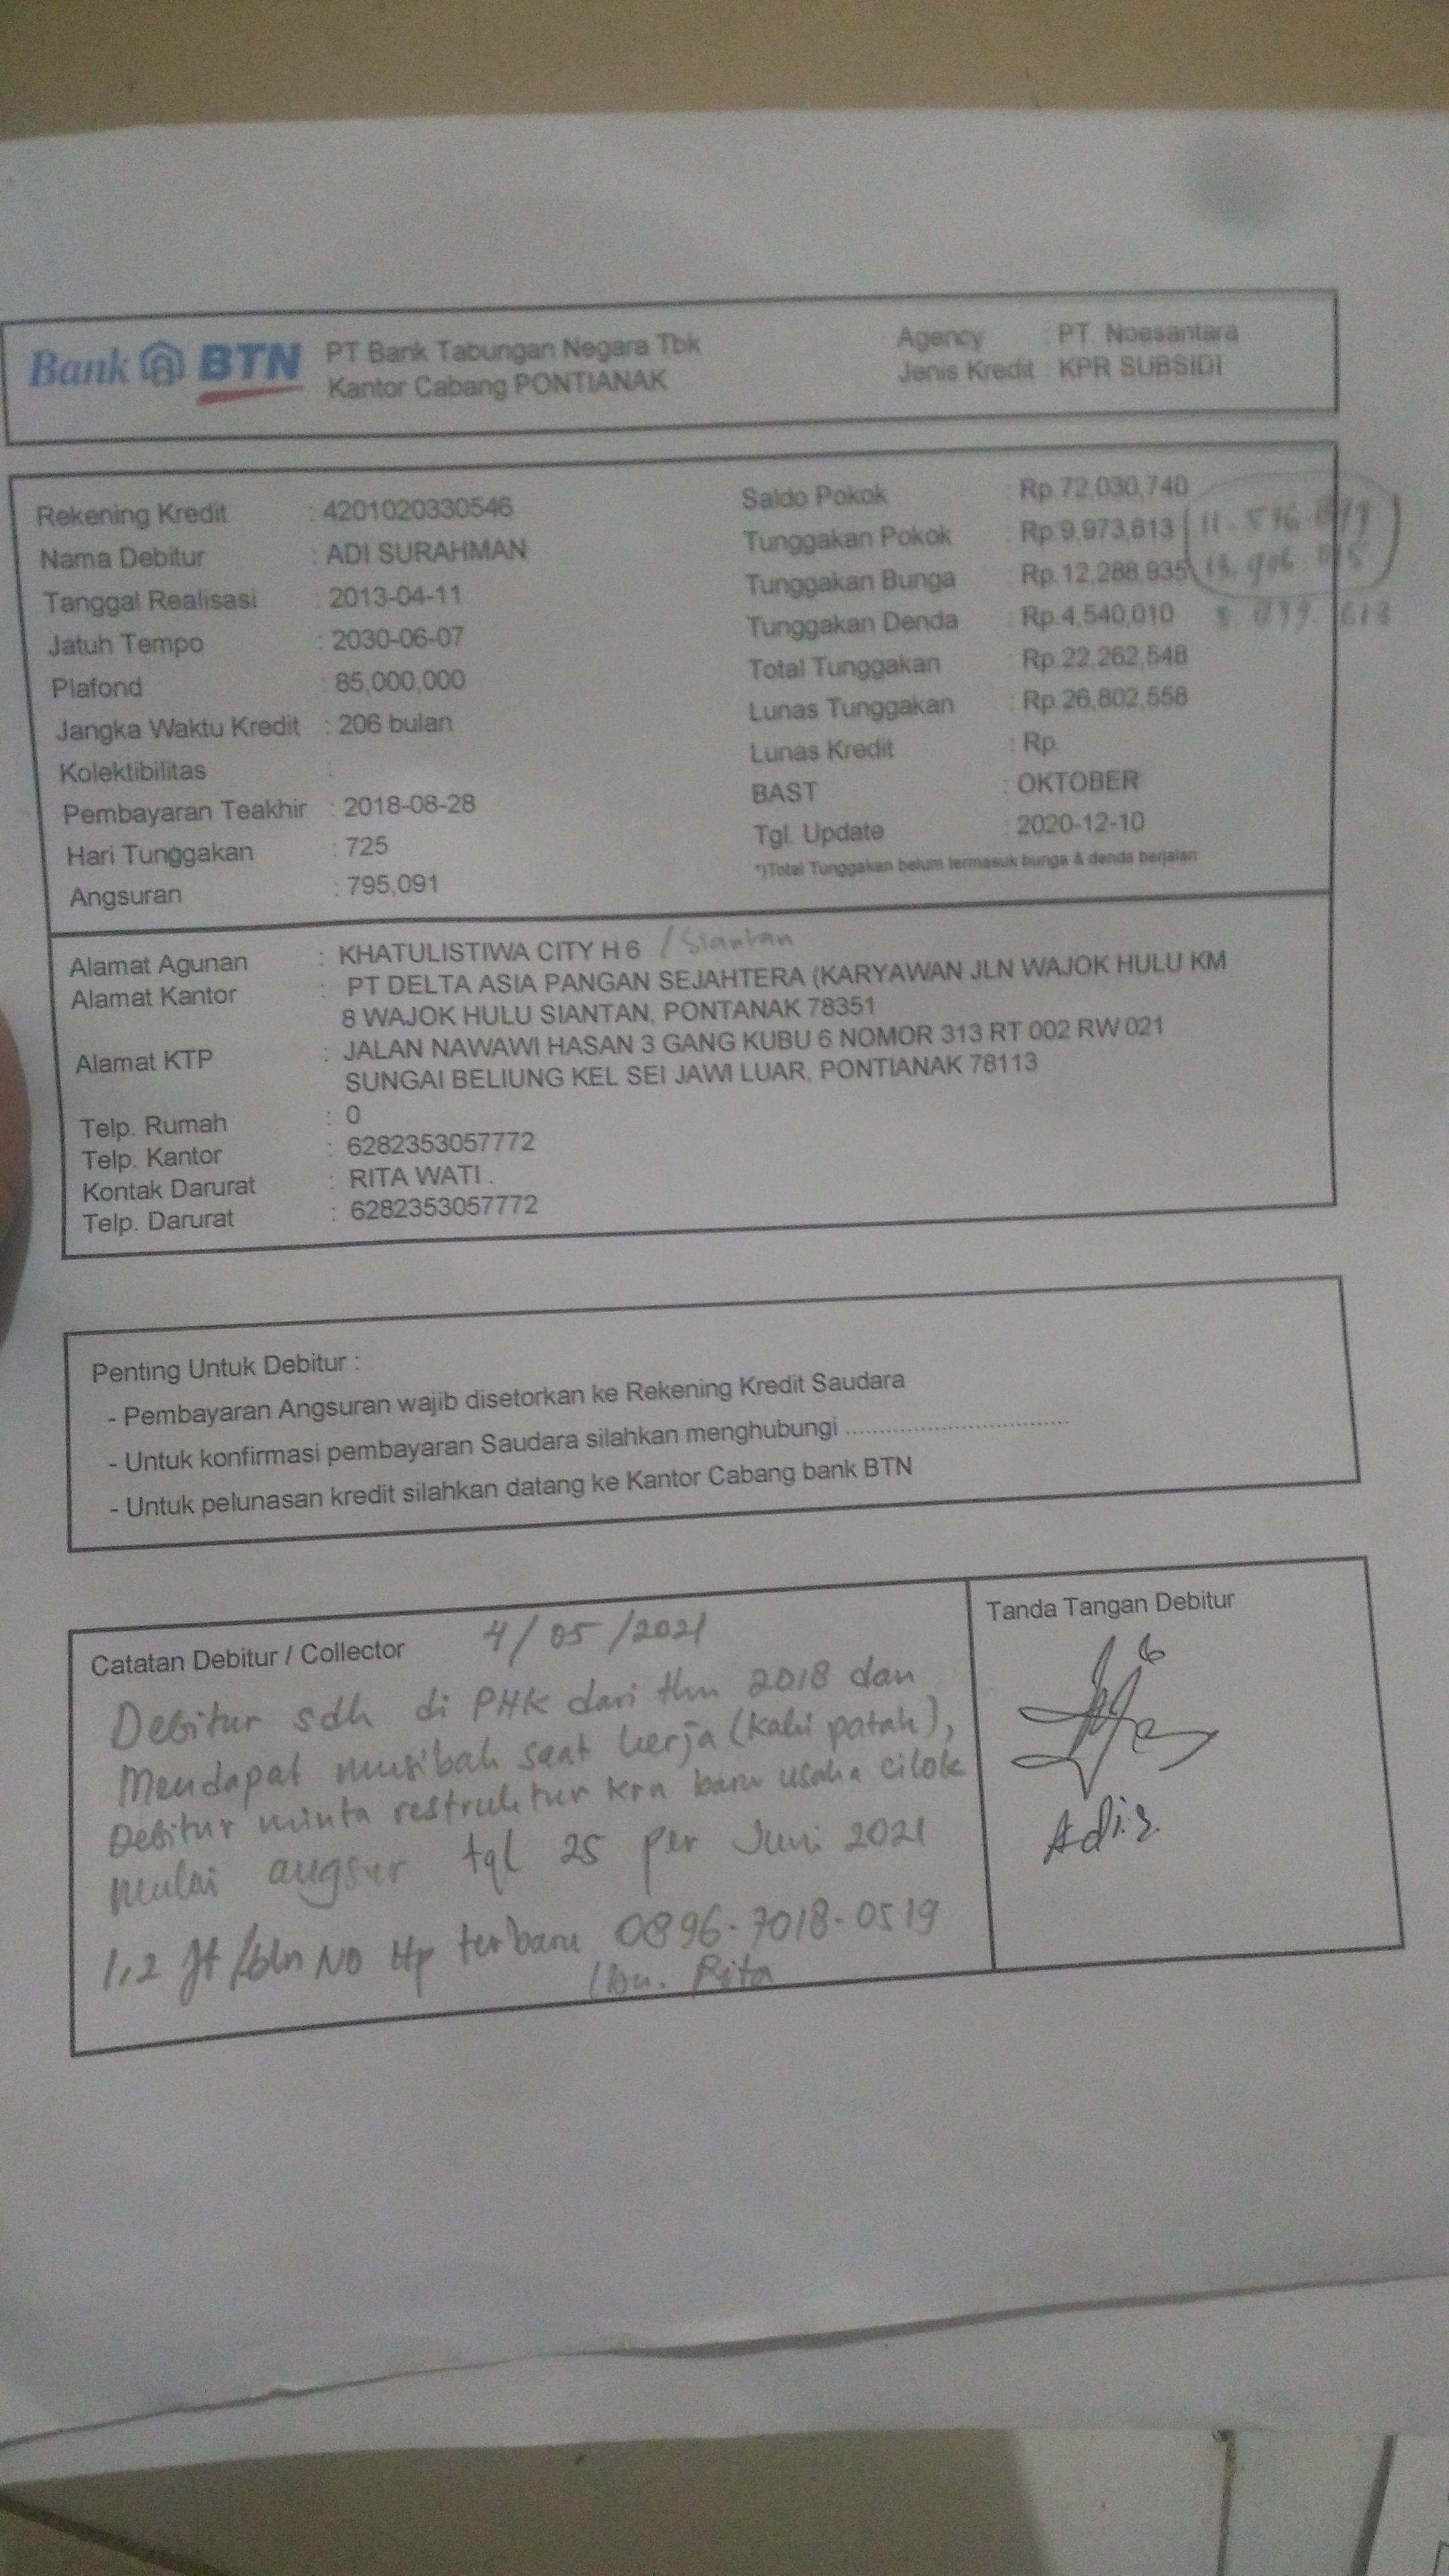 Bank BTN PT Bank Tabungan Negara Tbk
Kantor Cabang PONTIANAK
Agency : PT. Noesantara
Jenis Kredit : KPR SUBSIDI
Rekening Kredit : 4201020330546
Nama Debitur : ADI SURAHMAN
Tanggal Realisasi : 2013-04-11
Jatuh Tempo : 2030-06-07
Plafond : 85,000,000
Jangka Waktu Kredit : 206 bulan
Kolektibilitas :
Pembayaran Teakhir : 2018-08-28
Hari Tunggakan : 725
Angsuran : 795,091
Saldo Pokok : Rp.72,030,740
Tunggakan Pokok : Rp.9,973,613
Tunggakan Bunga : Rp.12,288,935
Tunggakan Denda : Rp.4,540,010
Total Tunggakan : Rp.22,262,548
Lunas Tunggakan : Rp.26,802,558
Lunas Kredit : Rp.
BAST : OKTOBER
Tgl. Update : 2020-12-10
*)Total Tunggakan belum termasuk bunga & denda berjalan
Alamat Agunan : KHATULISTIWA CITY H 6 / Siantan
Alamat Kantor : PT DELTA ASIA PANGAN SEJAHTERA (KARYAWAN JLN WAJOK HULU KM
8 WAJOK HULU SIANTAN, PONTANAK 78351
Alamat KTP : JALAN NAWAWI HASAN 3 GANG KUBU 6 NOMOR 313 RT 002 RW 021
SUNGAI BELIUNG KEL SEI JAWI LUAR, PONTIANAK 78113
Telp. Rumah : 0
Telp. Kantor : 6282353057772
Kontak Darurat : RITA WATI .
Telp. Darurat : 6282353057772
Penting Untuk Debitur :
- Pembayaran Angsuran wajib disetorkan ke Rekening Kredit Saudara
- Untuk konfirmasi pembayaran Saudara silahkan menghubungi ....................................
- Untuk pelunasan kredit silahkan datang ke Kantor Cabang bank BTN
Catatan Debitur / Collector 4/05/2021
Debitur sdh di PHK dari thn 2018 dan
Mendapat musibah saat kerja (kaki patah),
Debitur minta restruktur krn baru usaha cilok
mulai angsur tgl 25 per Juni 2021
1,2 jt/bln No Hp terbaru 0896-7018-0519
Ibu. Rita
Tanda Tangan Debitur
Adi.s